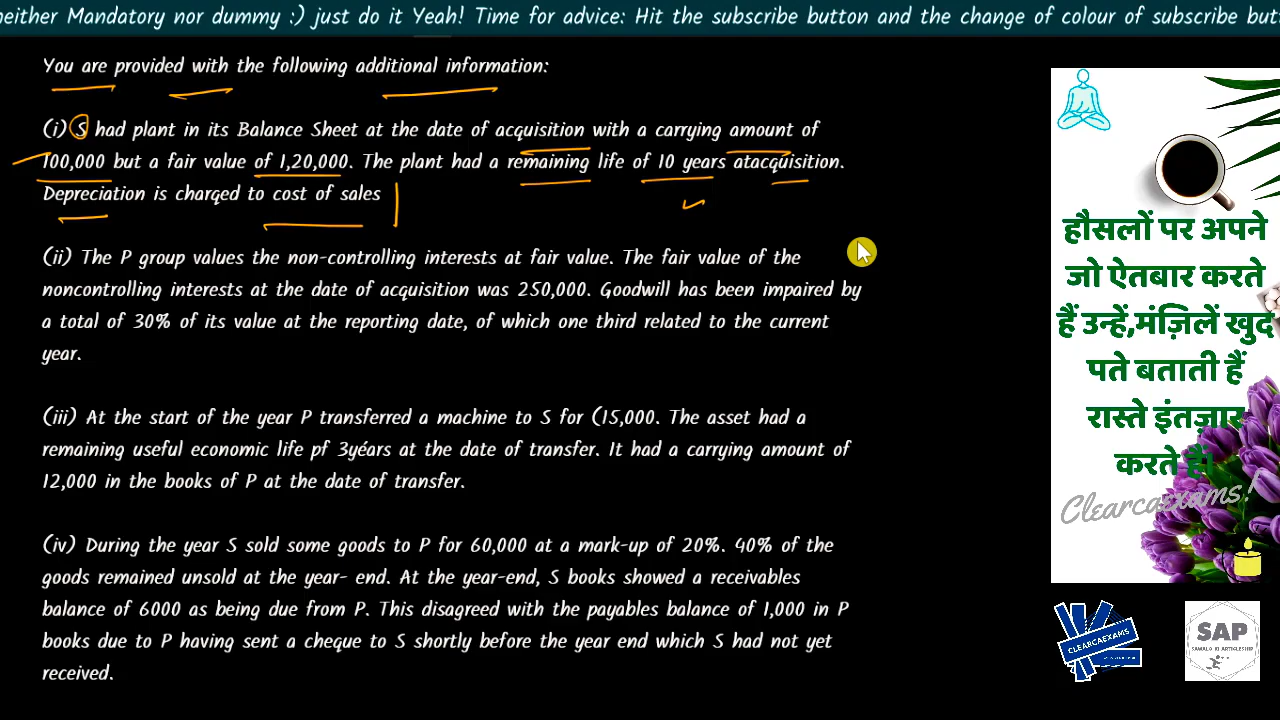 neither Mandatory nor dummy :) just do it Yeah! Time for advice: Hit the subscribe button and the change of colour of subscribe but
You are provided with the following additional information:
(i) S had plant in its Balance Sheet at the date of acquisition with a carrying amount of
100,000 but a fair value of 1,20,000. The plant had a remaining life of 10 years atacquisition.
Depreciation is charged to cost of sales
(ii) The P group values the non-controlling interests at fair value. The fair value of the
noncontrolling interests at the date of acquisition was 250,000. Goodwill has been impaired by
a total of 30% of its value at the reporting date, of which one third related to the current
year.
(iii) At the start of the year P transferred a machine to S for (15,000. The asset had a
remaining useful economic life pf 3yéars at the date of transfer. It had a carrying amount of
12,000 in the books of P at the date of transfer.
(iv) During the year S sold some goods to P for 60,000 at a mark-up of 20%. 40% of the
goods remained unsold at the year- end. At the year-end, S books showed a receivables
balance of 6000 as being due from P. This disagreed with the payables balance of 1,000 in P
books due to P having sent a cheque to S shortly before the year end which S had not yet
received.
हौसलों पर अपने
जो ऐतबार करते
हैं उन्हें,मंज़िलें खुद
पते बताती हैं
रास्ते इंतज़ार
करते हैं।
Clearcaexams!
CLEARCAEXAMS
SAP
SAWALO KI ARTICLESHIP